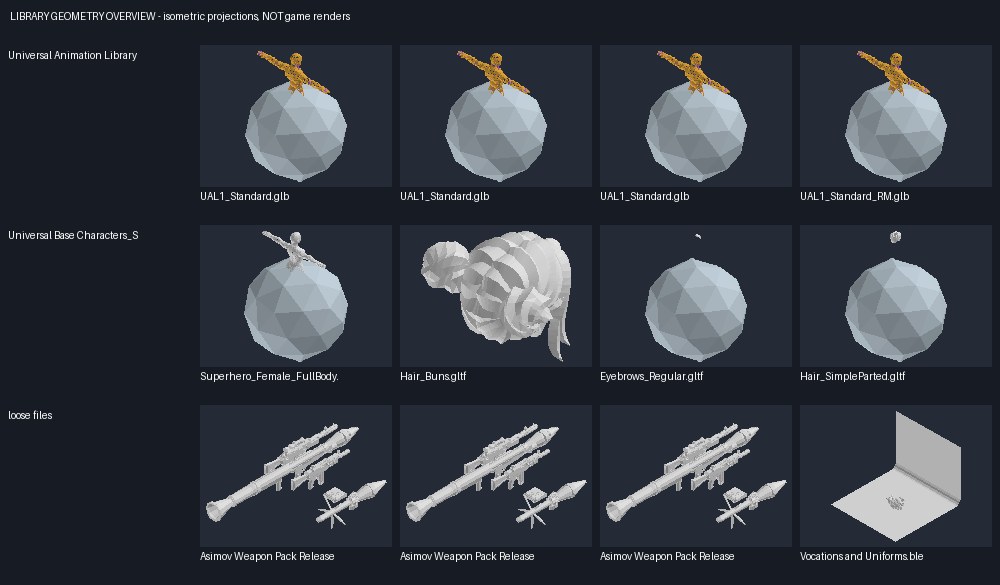 LIBRARY GEOMETRY OVERVIEW - isometric projections, NOT game renders
Universal Animation Library
UAL1_Standard.glb
UAL1_Standard.glb
UAL1_Standard.glb
UAL1_Standard_RM.glb
Universal Base Characters_S
Superhero_Female_FullBody.
Hair_Buns.gltf
Eyebrows_Regular.gltf
Hair_SimpleParted.gltf
loose files
Asimov Weapon Pack Release
Asimov Weapon Pack Release
Asimov Weapon Pack Release
Vocations and Uniforms.ble